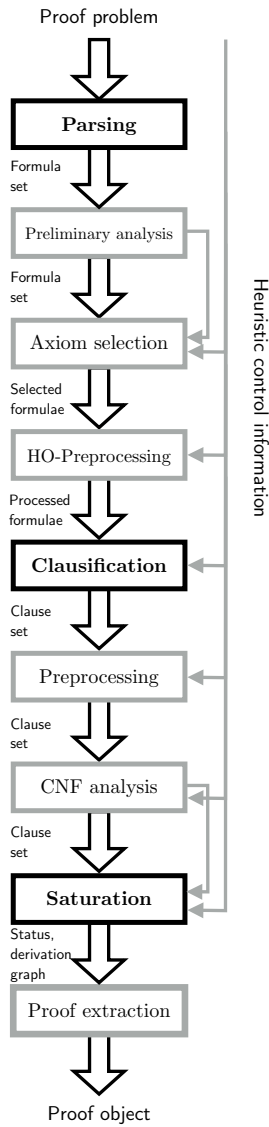 Proof problem
Parsing
Formula
set
Preliminary analysis
Formula
set
Axiom selection
Selected
formulae
HO-Preprocessing
Processed
formulae
Clausification
Clause
set
Preprocessing
Clause
set
CNF analysis
Clause
set
Saturation
Status,
derivation
graph
Proof extraction
Proof object
Heuristic control information